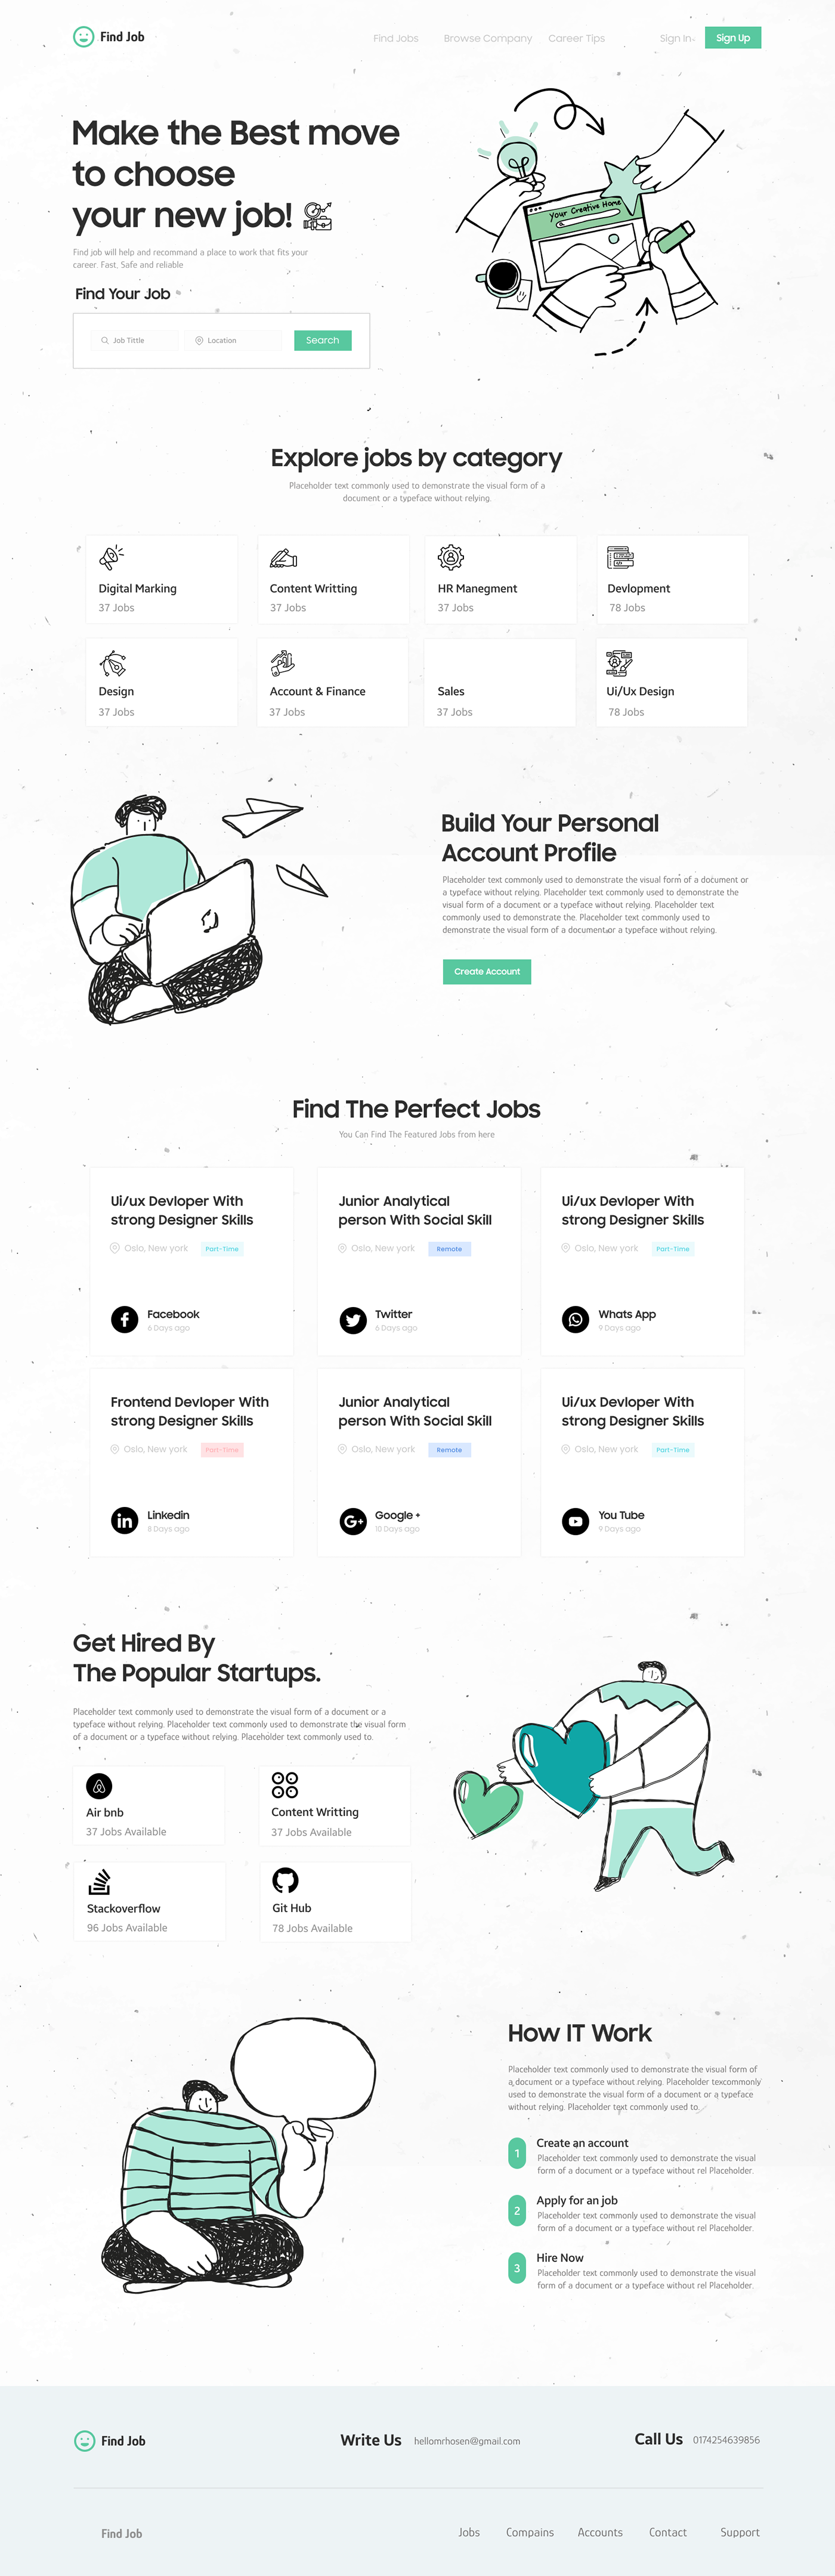 Find Job
Find Jobs
Browse Company
Career Tips
Sign In
Sign Up
Make the Best move
to choose
your new job!
Find job will help and recommand a place to work that fits your
career. Fast, Safe and reliable
Find Your Job
Job Tittle
Location
Search
Your Creative Home
Explore jobs by category
Placeholder text commonly used to demonstrate the visual form of a
document or a typeface without relying.
Digital Marking
37 Jobs
Content Writting
37 Jobs
HR Manegment
37 Jobs
Devlopment
78 Jobs
Design
37 Jobs
Account & Finance
37 Jobs
Sales
37 Jobs
Ui/Ux Design
78 Jobs
Build Your Personal
Account Profile
Placeholder text commonly used to demonstrate the visual form of a document or
a typeface without relying. Placeholder text commonly used to demonstrate the
visual form of a document or a typeface without relying. Placeholder text
commonly used to demonstrate the. Placeholder text commonly used to
demonstrate the visual form of a document or a typeface without relying.
Create Account
Find The Perfect Jobs
You Can Find The Featured Jobs from here
Ui/ux Devloper With
strong Designer Skills
Oslo, New york
Part-Time
Facebook
6 Days ago
Junior Analytical
person With Social Skill
Oslo, New york
Remote
Twitter
6 Days ago
Ui/ux Devloper With
strong Designer Skills
Oslo, New york
Part-Time
Whats App
9 Days ago
Frontend Devloper With
strong Designer Skills
Oslo, New york
Part-Time
Linkedin
8 Days ago
Junior Analytical
person With Social Skill
Oslo, New york
Remote
Google +
10 Days ago
Ui/ux Devloper With
strong Designer Skills
Oslo, New york
Part-Time
You Tube
9 Days ago
Get Hired By
The Popular Startups.
Placeholder text commonly used to demonstrate the visual form of a document or a
typeface without relying. Placeholder text commonly used to demonstrate the visual form
of a document or a typeface without relying. Placeholder text commonly used to.
Air bnb
37 Jobs Available
Content Writting
37 Jobs Available
Stackoverflow
96 Jobs Available
Git Hub
78 Jobs Available
How IT Work
Placeholder text commonly used to demonstrate the visual form of
a document or a typeface without relying. Placeholder texcommonly
used to demonstrate the visual form of a document or a typeface
without relying. Placeholder text commonly used to
1
Create an account
Placeholder text commonly used to demonstrate the visual
form of a document or a typeface without rel Placeholder.
2
Apply for an job
Placeholder text commonly used to demonstrate the visual
form of a document or a typeface without rel Placeholder.
3
Hire Now
Placeholder text commonly used to demonstrate the visual
form of a document or a typeface without rel Placeholder.
Find Job
Write Us
hellomrhosen@gmail.com
Call Us
0174254639856
Find Job
Jobs
Compains
Accounts
Contact
Support